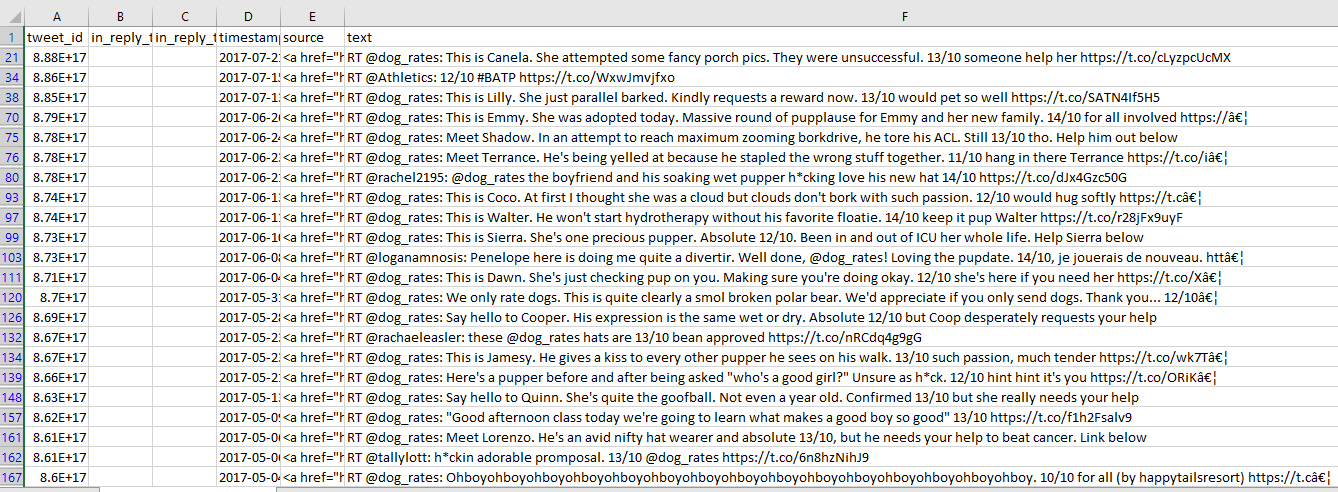 A B C D E F
1 tweet_id in_reply_t in_reply_t timestamp source text
21 8.88E+17 2017-07-2 <a href="h RT @dog_rates: This is Canela. She attempted some fancy porch pics. They were unsuccessful. 13/10 someone help her https://t.co/cLyzpcUcMX
34 8.86E+17 2017-07-1 <a href="h RT @Athletics: 12/10 #BATP https://t.co/WxwJmvjfxo
38 8.85E+17 2017-07-1 <a href="h RT @dog_rates: This is Lilly. She just parallel barked. Kindly requests a reward now. 13/10 would pet so well https://t.co/SATN4If5H5
70 8.79E+17 2017-06-2 <a href="h RT @dog_rates: This is Emmy. She was adopted today. Massive round of pupplause for Emmy and her new family. 14/10 for all involved https://â€¦
75 8.78E+17 2017-06-2 <a href="h RT @dog_rates: Meet Shadow. In an attempt to reach maximum zooming borkdrive, he tore his ACL. Still 13/10 tho. Help him out below
76 8.78E+17 2017-06-2 <a href="h RT @dog_rates: Meet Terrance. He's being yelled at because he stapled the wrong stuff together. 11/10 hang in there Terrance https://t.co/iâ€¦
80 8.78E+17 2017-06-2 <a href="h RT @rachel2195: @dog_rates the boyfriend and his soaking wet pupper h*cking love his new hat 14/10 https://t.co/dJx4Gzc50G
93 8.74E+17 2017-06-1 <a href="h RT @dog_rates: This is Coco. At first I thought she was a cloud but clouds don't bork with such passion. 12/10 would hug softly https://t.câ€¦
97 8.74E+17 2017-06-1 <a href="h RT @dog_rates: This is Walter. He won't start hydrotherapy without his favorite floatie. 14/10 keep it pup Walter https://t.co/r28jFx9uyF
99 8.73E+17 2017-06-1 <a href="h RT @dog_rates: This is Sierra. She's one precious pupper. Absolute 12/10. Been in and out of ICU her whole life. Help Sierra below
103 8.73E+17 2017-06-0 <a href="h RT @loganamnosis: Penelope here is doing me quite a divertir. Well done, @dog_rates! Loving the pupdate. 14/10, je jouerais de nouveau. httâ€¦
111 8.71E+17 2017-06-0 <a href="h RT @dog_rates: This is Dawn. She's just checking pup on you. Making sure you're doing okay. 12/10 she's here if you need her https://t.co/Xâ€¦
120 8.7E+17 2017-05-3 <a href="h RT @dog_rates: We only rate dogs. This is quite clearly a smol broken polar bear. We'd appreciate if you only send dogs. Thank you... 12/10â€¦
126 8.69E+17 2017-05-2 <a href="h RT @dog_rates: Say hello to Cooper. His expression is the same wet or dry. Absolute 12/10 but Coop desperately requests your help
132 8.67E+17 2017-05-2 <a href="h RT @rachaeleasler: these @dog_rates hats are 13/10 bean approved https://t.co/nRCdq4g9gG
134 8.67E+17 2017-05-2 <a href="h RT @dog_rates: This is Jamesy. He gives a kiss to every other pupper he sees on his walk. 13/10 such passion, much tender https://t.co/wk7Tâ€¦
139 8.66E+17 2017-05-2 <a href="h RT @dog_rates: Here's a pupper before and after being asked "who's a good girl?" Unsure as h*ck. 12/10 hint hint it's you https://t.co/ORiKâ€¦
148 8.63E+17 2017-05-1 <a href="h RT @dog_rates: Say hello to Quinn. She's quite the goofball. Not even a year old. Confirmed 13/10 but she really needs your help
157 8.62E+17 2017-05-0 <a href="h RT @dog_rates: "Good afternoon class today we're going to learn what makes a good boy so good" 13/10 https://t.co/f1h2Fsalv9
161 8.61E+17 2017-05-0 <a href="h RT @dog_rates: Meet Lorenzo. He's an avid nifty hat wearer and absolute 13/10, but he needs your help to beat cancer. Link below
162 8.61E+17 2017-05-0 <a href="h RT @tallylott: h*ckin adorable promposal. 13/10 @dog_rates https://t.co/6n8hzNihJ9
167 8.6E+17 2017-05-0 <a href="h RT @dog_rates: Ohboyohboyohboyohboyohboyohboyohboyohboyohboyohboyohboyohboyohboyohboyohboy. 10/10 for all (by happytailsresort) https://t.câ€¦